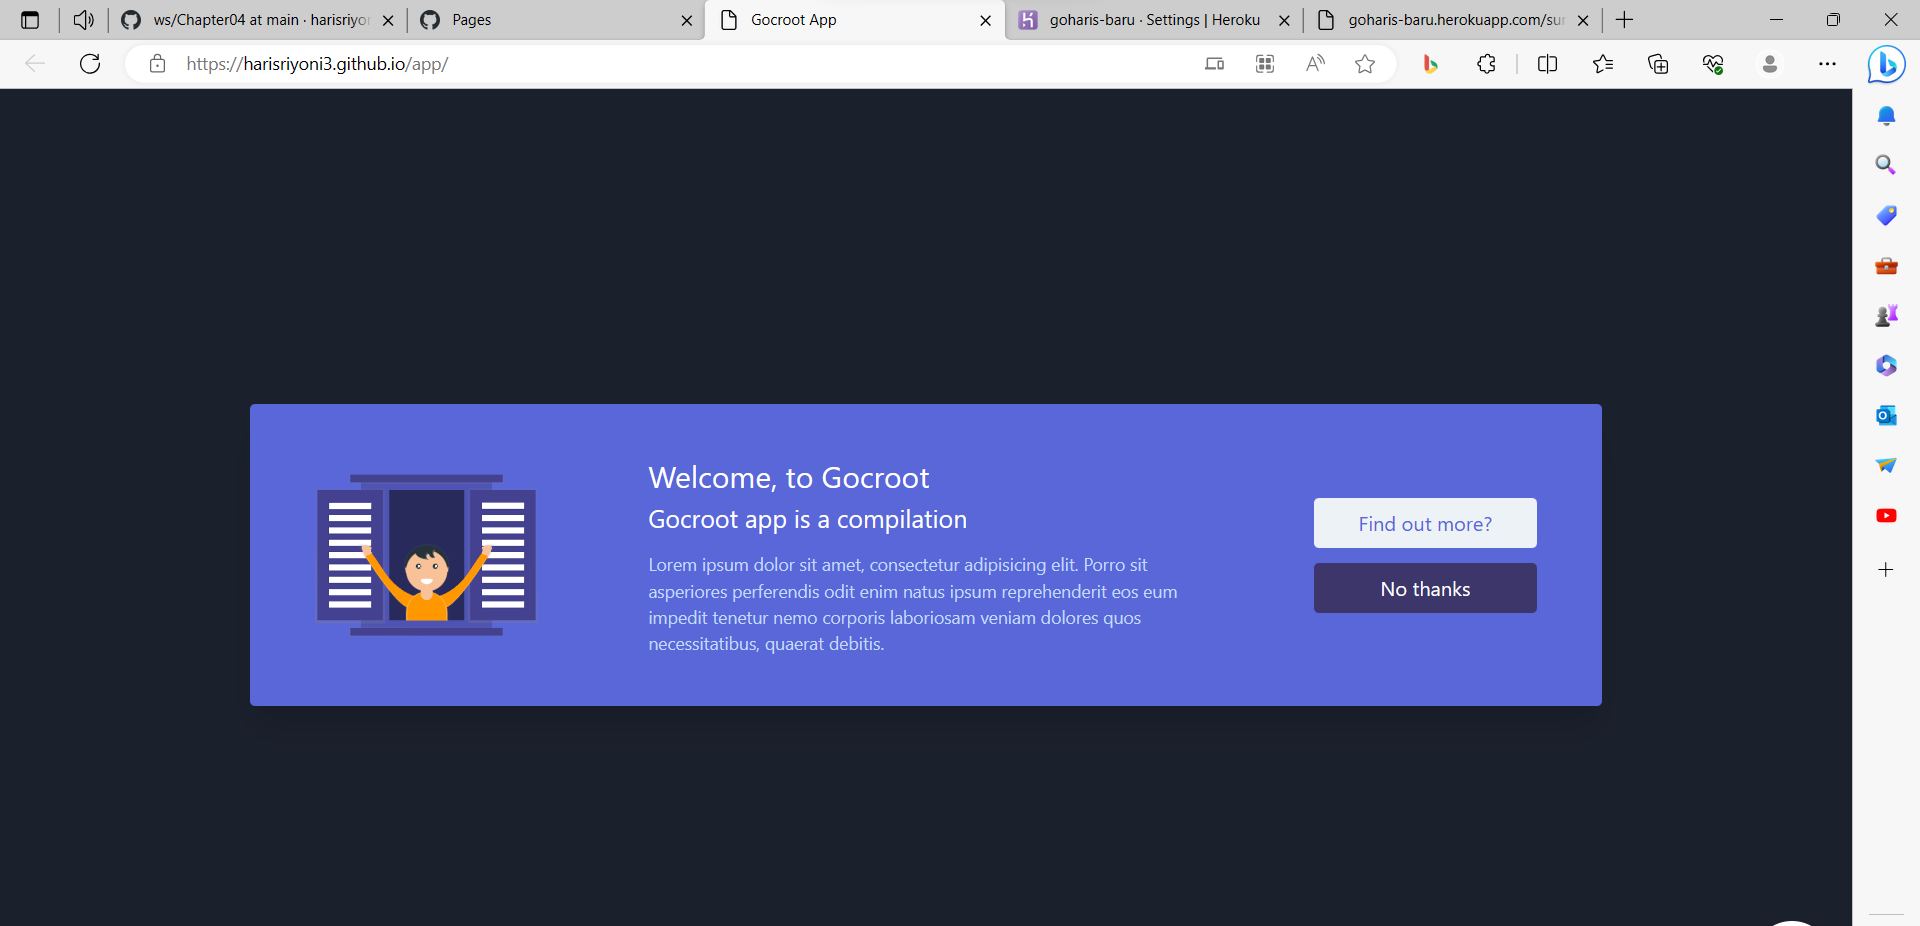 ws/Chapter04 at main · harisriyo
Pages
Gocroot App
goharis-baru · Settings | Heroku
goharis-baru.herokuapp.com/su
https://harisriyoni3.github.io/app/
Welcome, to Gocroot
Gocroot app is a compilation
Lorem ipsum dolor sit amet, consectetur adipisicing elit. Porro sit
asperiores perferendis odit enim natus ipsum reprehenderit eos eum
impedit tenetur nemo corporis laboriosam veniam dolores quos
necessitatibus, quaerat debitis.
Find out more?
No thanks